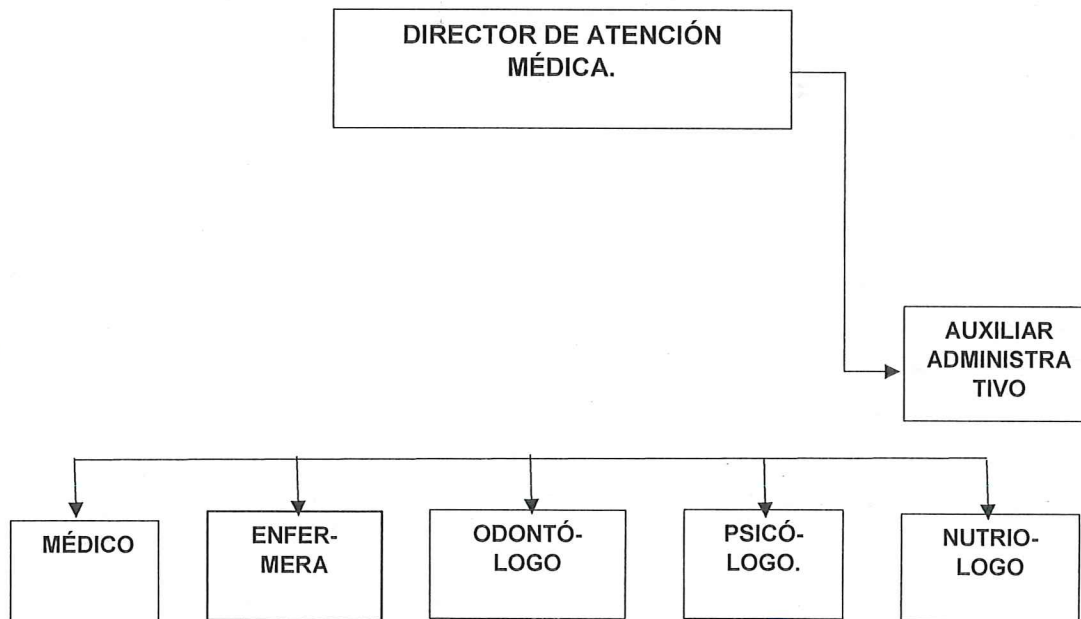 DIRECTOR DE ATENCIÓN
MÉDICA.
AUXILIAR
ADMINISTRA
TIVO
MÉDICO
ENFER-
MERA
ODONTÓ-
LOGO
PSICÓ-
LOGO.
NUTRIO-
LOGO